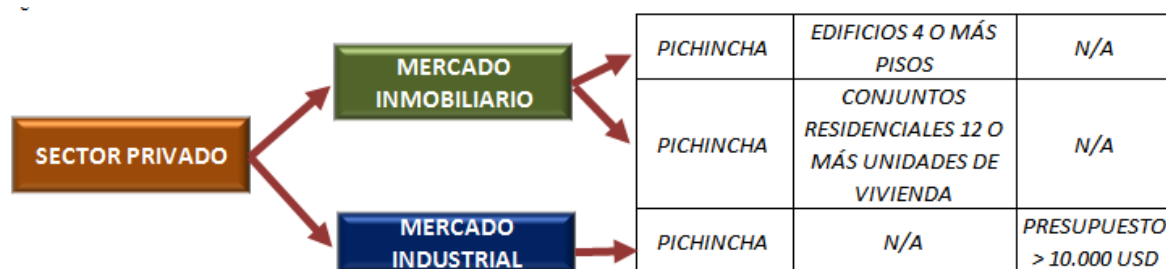 SECTOR PRIVADO
MERCADO
INMOBILIARIO
PICHINCHA
EDIFICIOS 4 O MÁS
PISOS
N/A
PICHINCHA
CONJUNTOS
RESIDENCIALES 12 O
MÁS UNIDADES DE
VIVIENDA
N/A
MERCADO
INDUSTRIAL
PICHINCHA
N/A
PRESUPUESTO
> 10.000 USD